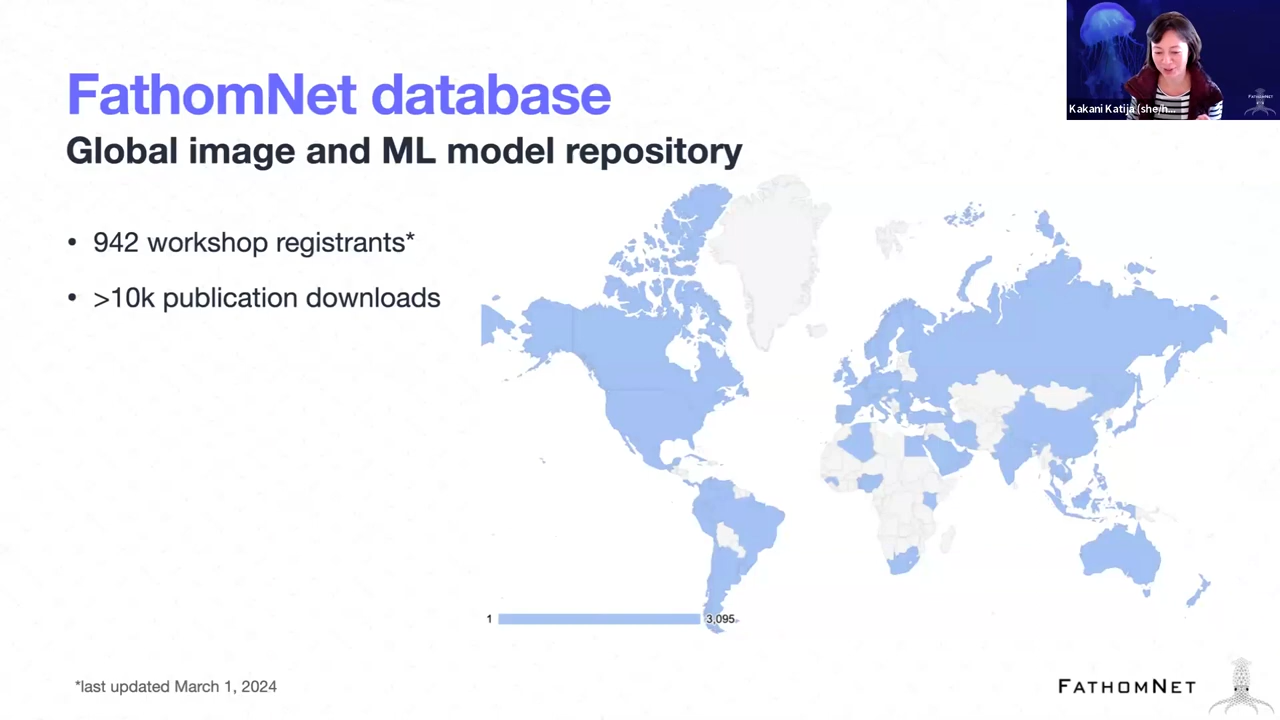 FathomNet database
Global image and ML model repository
• 942 workshop registrants*
• >10k publication downloads
Kakani Katija (she/h...
FATHOMNET
1
3,095
*last updated March 1, 2024
FATHOMNET